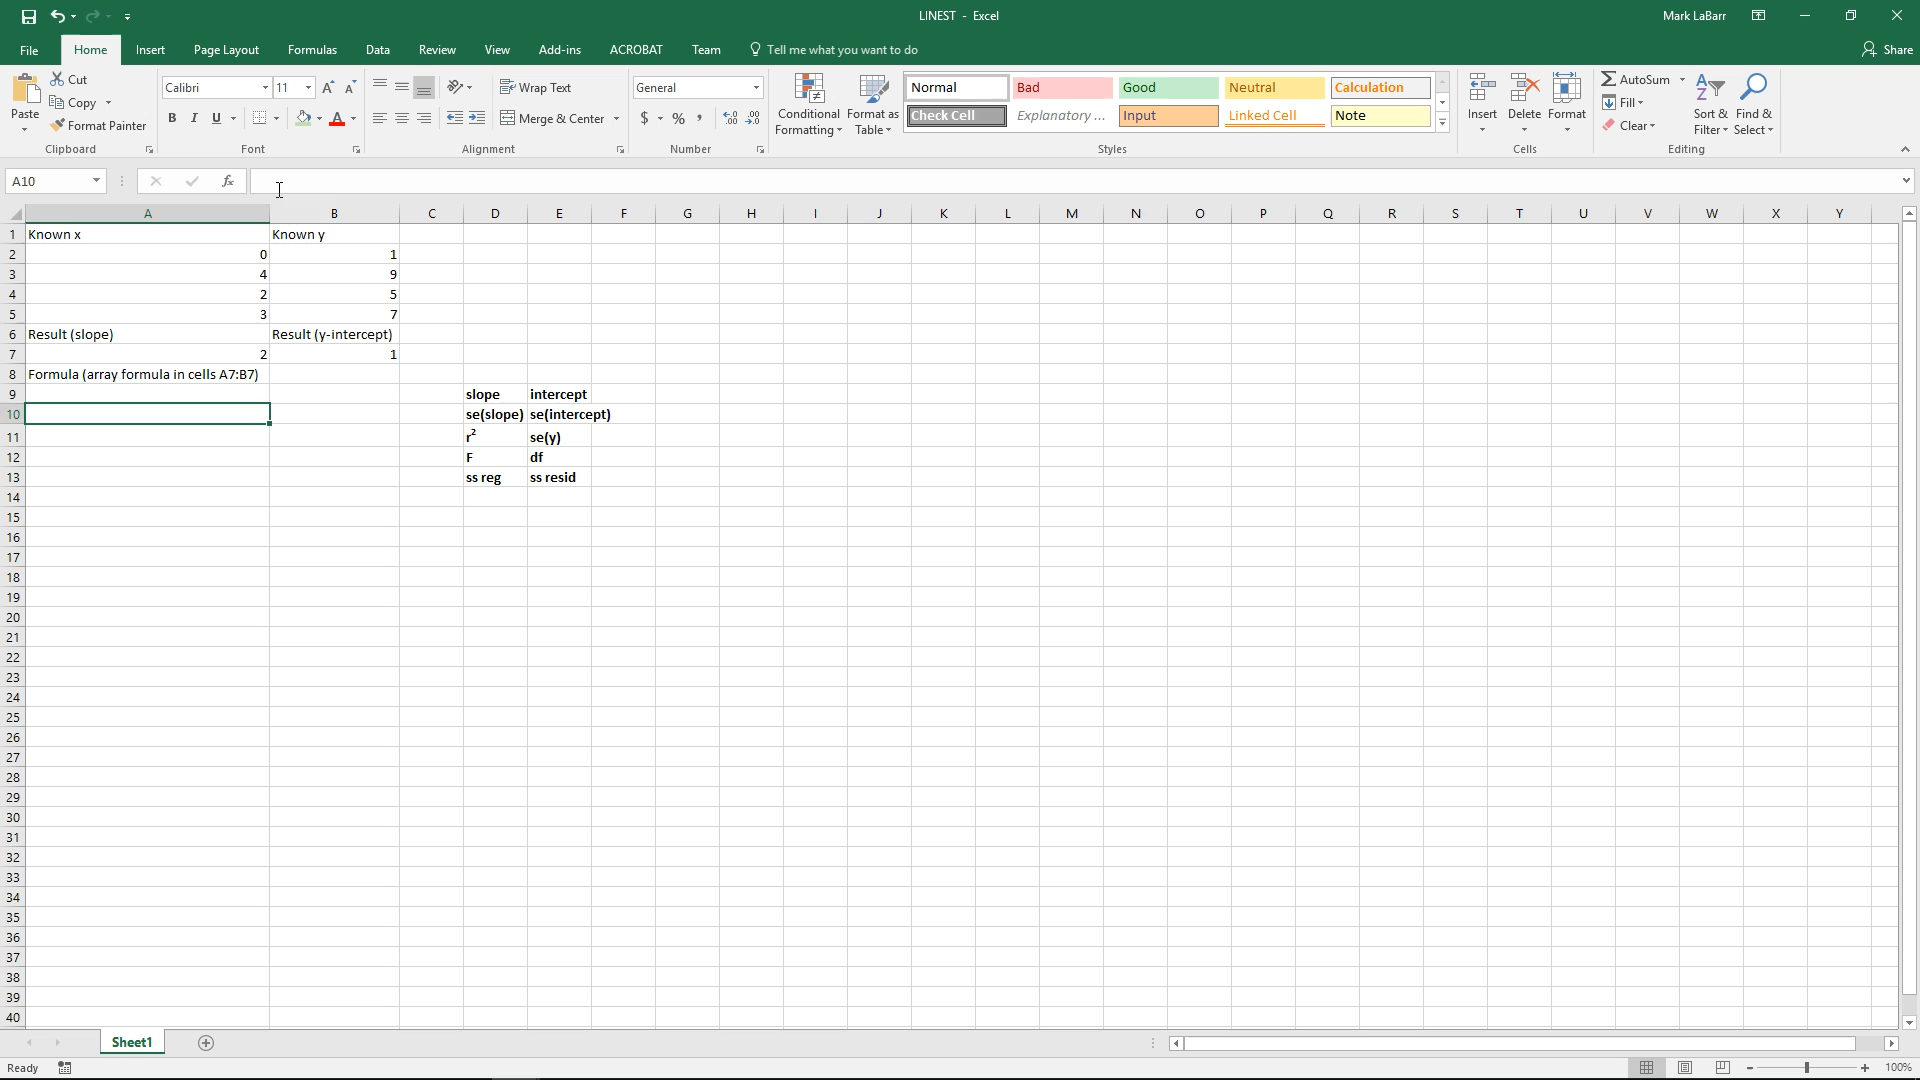 LINEST - Excel
Mark LaBarr
File Home Insert Page Layout Formulas Data Review View Add-ins ACROBAT Team Tell me what you want to do Share
Paste
Cut
Copy
Format Painter
Clipboard
Calibri 11
B I U
Font
Wrap Text
Merge & Center
Alignment
General
$ % ,
Number
Conditional Formatting
Format as Table
Normal Bad Good Neutral Calculation
Check Cell Explanatory ... Input Linked Cell Note
Styles
Insert Delete Format
Cells
AutoSum
Fill
Clear
Sort & Filter
Find & Select
Editing
A10 fx
A B C D E F G H I J K L M N O P Q R S T U V W X Y
1 Known x Known y
2 0 1
3 4 9
4 2 5
5 3 7
6 Result (slope) Result (y-intercept)
7 2 1
8 Formula (array formula in cells A7:B7)
9 slope intercept
10 se(slope) se(intercept)
11 r² se(y)
12 F df
13 ss reg ss resid
14
15
16
17
18
19
20
21
22
23
24
25
26
27
28
29
30
31
32
33
34
35
36
37
38
39
40
Sheet1
Ready 100%